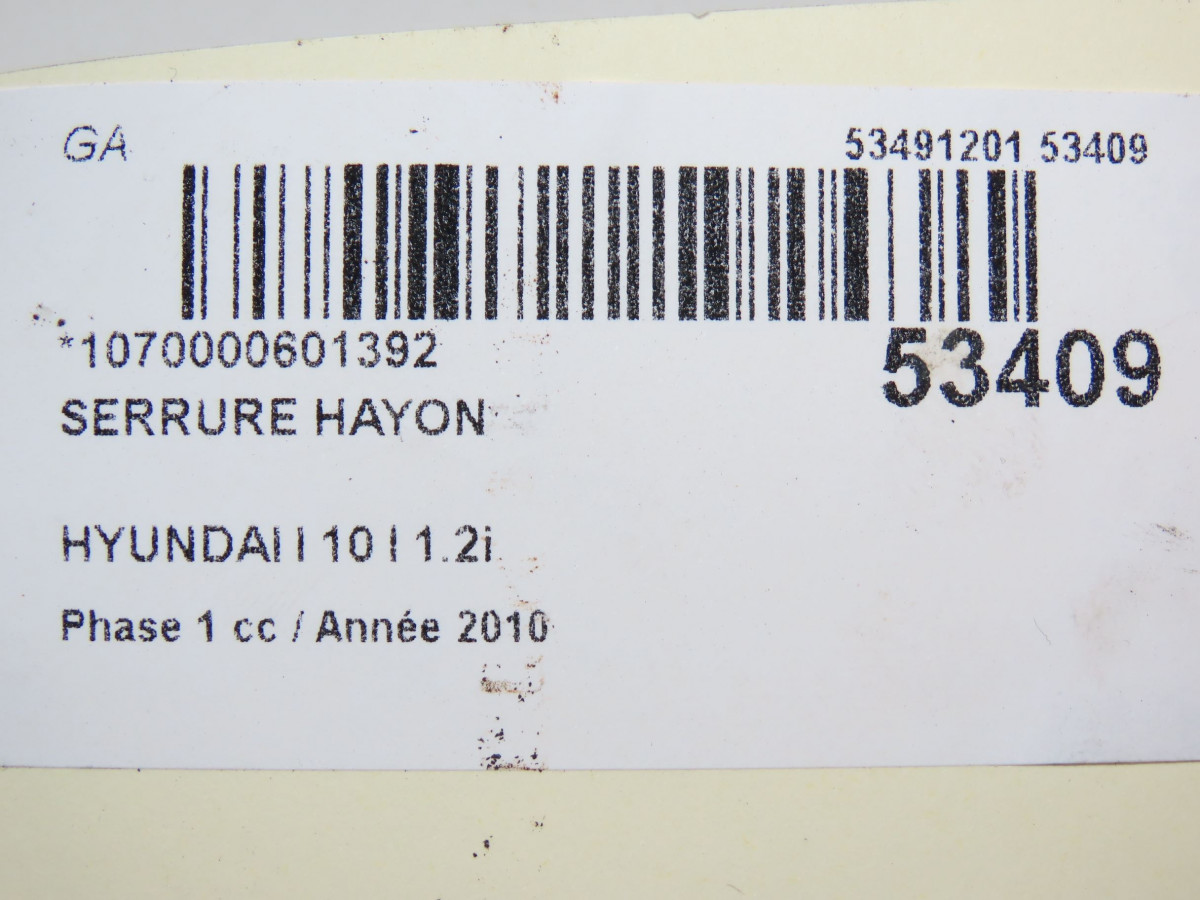 GA
53491201 53409
*1070000601392
53409
SERRURE HAYON
HYUNDAI I 10 I 1.2i
Phase 1 cc / Année 2010